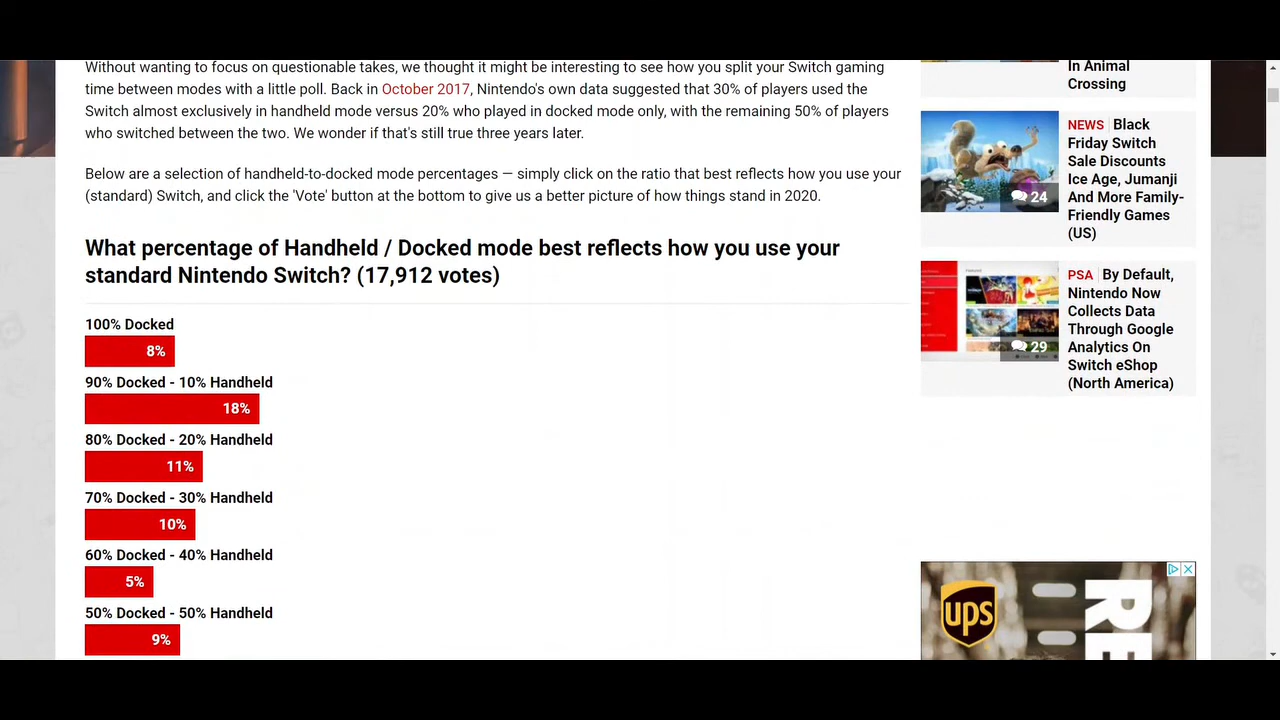 Without wanting to focus on questionable takes, we thought it might be interesting to see how you split your Switch gaming
time between modes with a little poll. Back in October 2017, Nintendo's own data suggested that 30% of players used the
Switch almost exclusively in handheld mode versus 20% who played in docked mode only, with the remaining 50% of players
who switched between the two. We wonder if that's still true three years later.
Below are a selection of handheld-to-docked mode percentages — simply click on the ratio that best reflects how you use your
(standard) Switch, and click the 'Vote' button at the bottom to give us a better picture of how things stand in 2020.
What percentage of Handheld / Docked mode best reflects how you use your
standard Nintendo Switch? (17,912 votes)
100% Docked
8%
90% Docked - 10% Handheld
18%
80% Docked - 20% Handheld
11%
70% Docked - 30% Handheld
10%
60% Docked - 40% Handheld
5%
50% Docked - 50% Handheld
9%
In Animal
Crossing
NEWS Black
Friday Switch
Sale Discounts
Ice Age, Jumanji
And More Family-
Friendly Games
(US)
24
PSA By Default,
Nintendo Now
Collects Data
Through Google
Analytics On
Switch eShop
(North America)
29
ups
RE